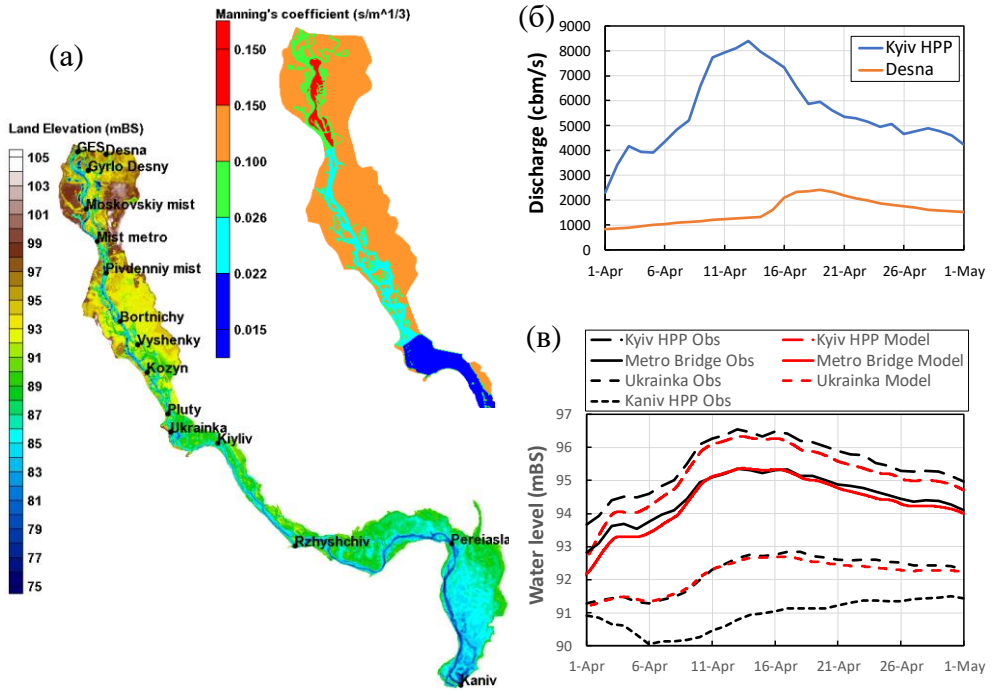 (а)
Land Elevation (mBS)
105
103
101
99
97
95
93
91
89
87
85
83
81
79
77
75
GES
Desna
Gyrlo Desny
Moskovskiy mist
Mist metro
Pivdenniy mist
Bortnichy
Vyshenky
Kozyn
Pluty
Ukrainka
Kiyliv
Rzhyshchiv
Pereiasla
Kaniv
Manning's coefficient (s/m^1/3)
0.150
0.150
0.100
0.026
0.022
0.015
(б)
Discharge (cbm/s)
9000
8000
7000
6000
5000
4000
3000
2000
1000
0
Kyiv HPP
Desna
1-Apr 6-Apr 11-Apr 16-Apr 21-Apr 26-Apr 1-May
(в)
Kyiv HPP Obs
Kyiv HPP Model
Metro Bridge Obs
Metro Bridge Model
Ukrainka Obs
Ukrainka Model
Kaniv HPP Obs
Water level (mBS)
97
96
95
94
93
92
91
90
1-Apr 6-Apr 11-Apr 16-Apr 21-Apr 26-Apr 1-May